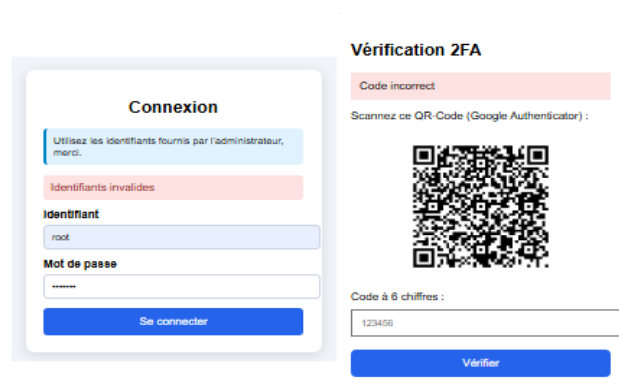 Connexion
Utilisez les identifiants fournis par l'administrateur,
merci.
Identifiants invalides
Identifiant
root
Mot de passe
•••••••
Se connecter
Vérification 2FA
Code incorrect
Scannez ce QR-Code (Google Authenticator) :
Code à 6 chiffres :
123456
Vérifier